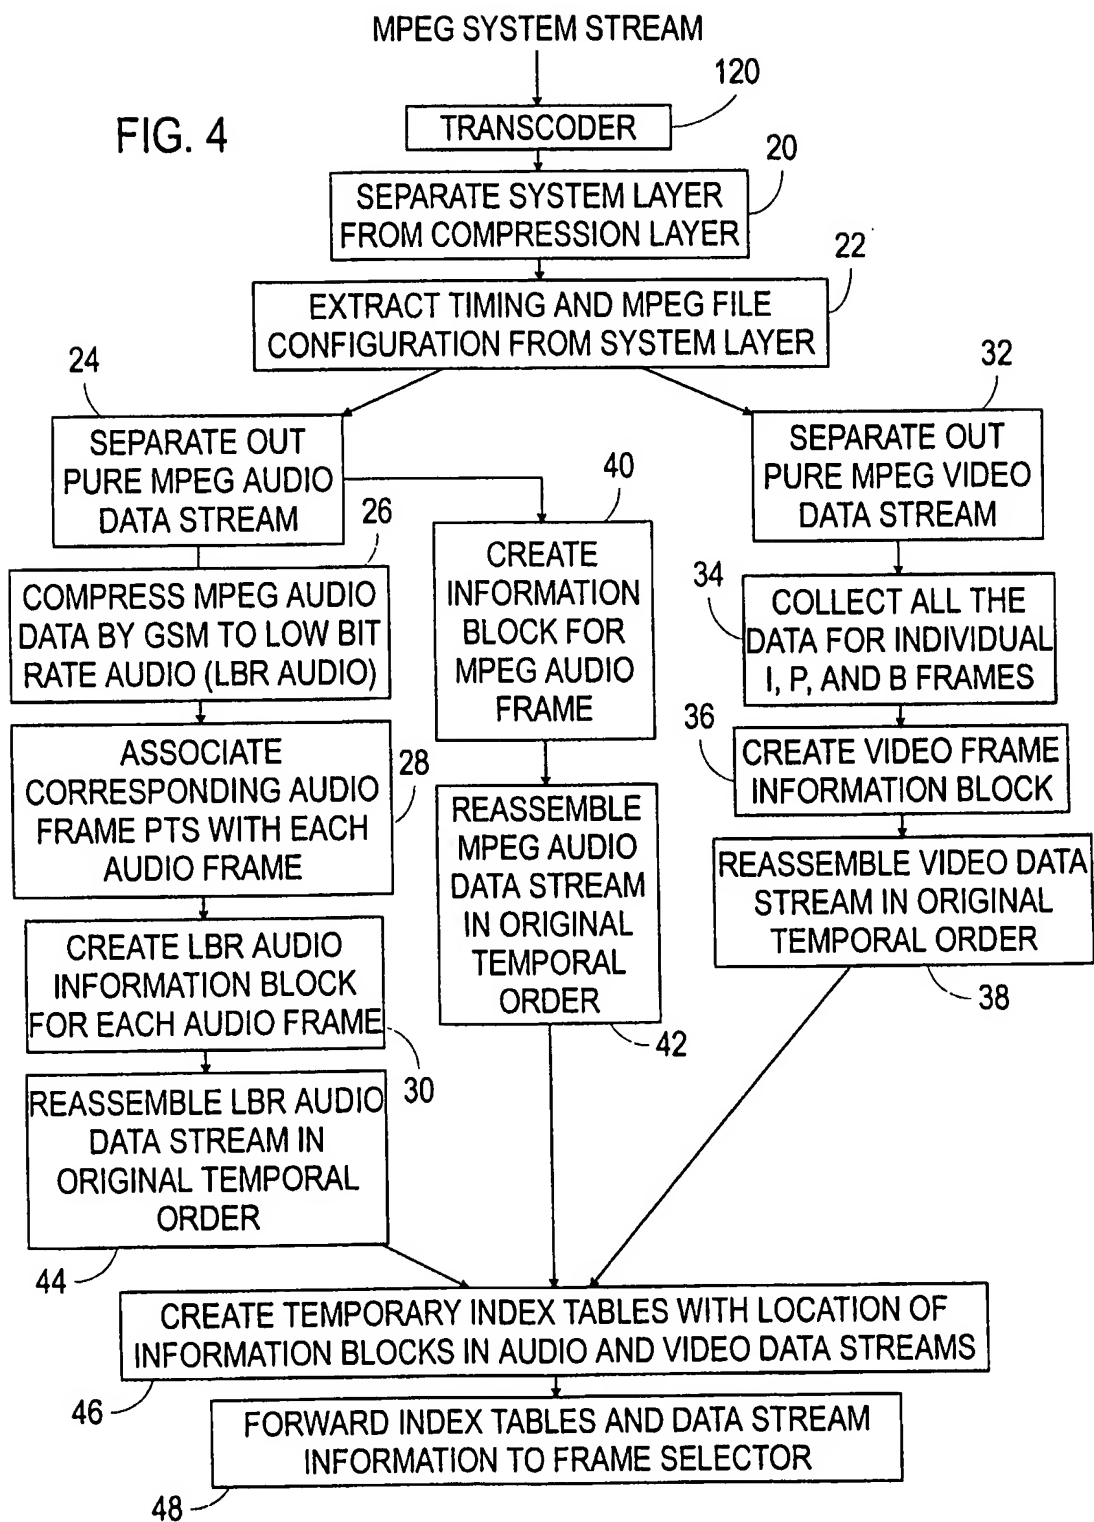 MPEG SYSTEM STREAM
FIG. 4
120
TRANSCODER
20
SEPARATE SYSTEM LAYER
FROM COMPRESSION LAYER
22
EXTRACT TIMING AND MPEG FILE
CONFIGURATION FROM SYSTEM LAYER
24
SEPARATE OUT
PURE MPEG AUDIO
DATA STREAM
26
COMPRESS MPEG AUDIO
DATA BY GSM TO LOW BIT
RATE AUDIO (LBR AUDIO)
ASSOCIATE
CORRESPONDING AUDIO
FRAME PTS WITH EACH
AUDIO FRAME
28
CREATE LBR AUDIO
INFORMATION BLOCK
FOR EACH AUDIO FRAME
30
REASSEMBLE LBR AUDIO
DATA STREAM IN
ORIGINAL TEMPORAL
ORDER
44
40
CREATE
INFORMATION
BLOCK FOR
MPEG AUDIO
FRAME
REASSEMBLE
MPEG AUDIO
DATA STREAM
IN ORIGINAL
TEMPORAL
ORDER
42
32
SEPARATE OUT
PURE MPEG VIDEO
DATA STREAM
34
COLLECT ALL THE
DATA FOR INDIVIDUAL
I, P, AND B FRAMES
36
CREATE VIDEO FRAME
INFORMATION BLOCK
REASSEMBLE VIDEO DATA
STREAM IN ORIGINAL
TEMPORAL ORDER
38
CREATE TEMPORARY INDEX TABLES WITH LOCATION OF
INFORMATION BLOCKS IN AUDIO AND VIDEO DATA STREAMS
46
FORWARD INDEX TABLES AND DATA STREAM
INFORMATION TO FRAME SELECTOR
48